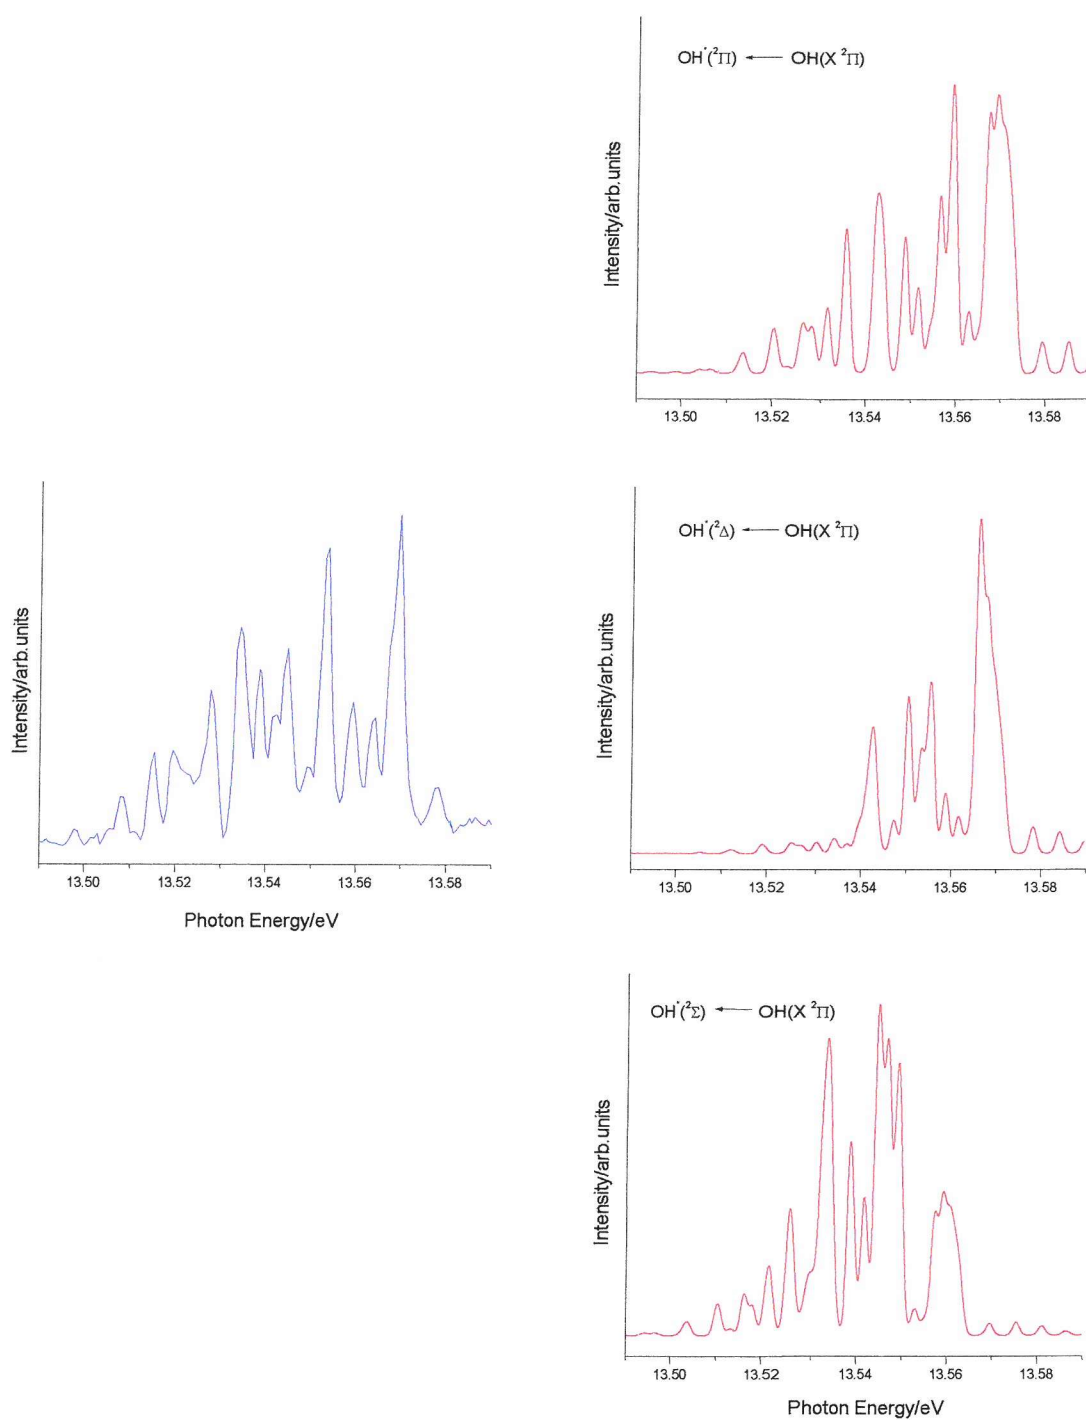 OH*(²Π) ← OH(X ²Π)
Intensity/arb.units
13.50 13.52 13.54 13.56 13.58
OH*(²Δ) ← OH(X ²Π)
Intensity/arb.units
13.50 13.52 13.54 13.56 13.58
Intensity/arb.units
13.50 13.52 13.54 13.56 13.58
Photon Energy/eV
OH*(²Σ) ← OH(X ²Π)
Intensity/arb.units
13.50 13.52 13.54 13.56 13.58
Photon Energy/eV